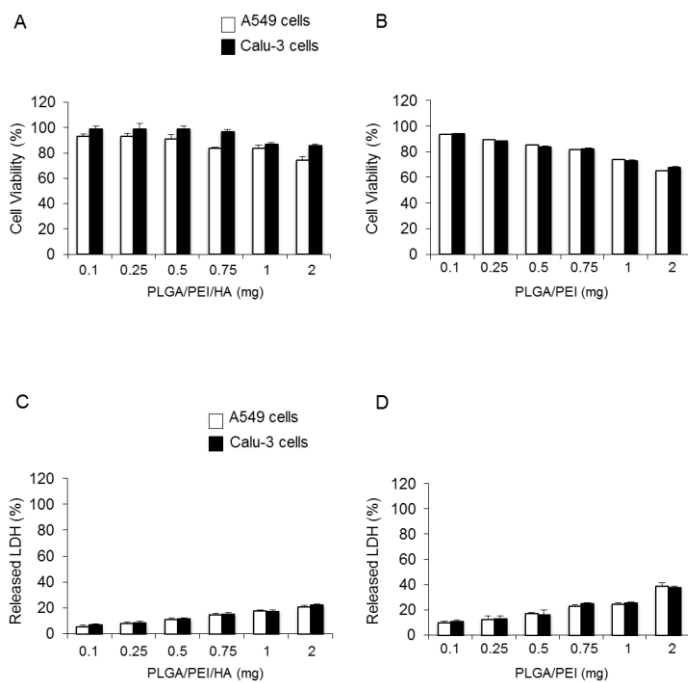 A
A549 cells
Calu-3 cells
120
100
80
60
40
20
0
Cell Viability (%)
0.1 0.25 0.5 0.75 1 2
PLGA/PEI/HA (mg)
B
120
100
80
60
40
20
0
Cell Viability (%)
0.1 0.25 0.5 0.75 1 2
PLGA/PEI (mg)
C
A549 cells
Calu-3 cells
120
100
80
60
40
20
0
Released LDH (%)
0.1 0.25 0.5 0.75 1 2
PLGA/PEI/HA (mg)
D
120
100
80
60
40
20
0
Released LDH (%)
0.1 0.25 0.5 0.75 1 2
PLGA/PEI (mg)